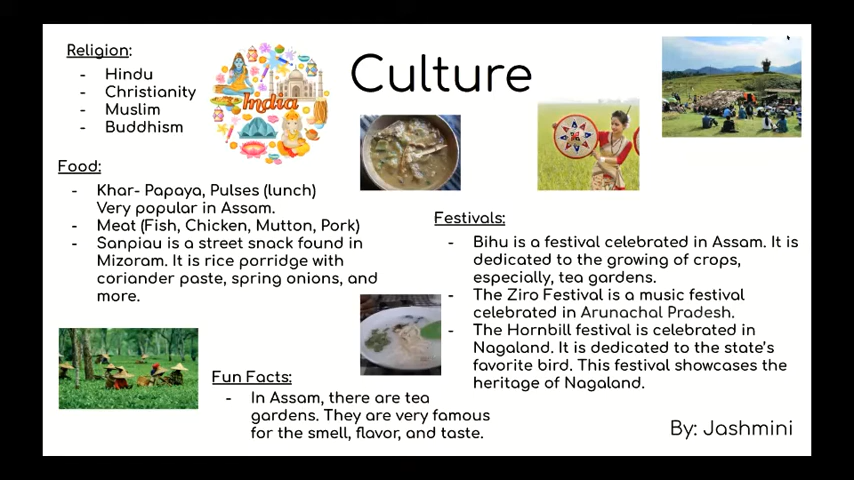 Culture
Religion:
- Hindu
- Christianity
- Muslim
- Buddhism
India
Food:
- Khar- Papaya, Pulses (lunch)
Very popular in Assam.
- Meat (Fish, Chicken, Mutton, Pork)
- Sanpiau is a street snack found in
Mizoram. It is rice porridge with
coriander paste, spring onions, and
more.
Festivals:
- Bihu is a festival celebrated in Assam. It is
dedicated to the growing of crops,
especially, tea gardens.
- The Ziro Festival is a music festival
celebrated in Arunachal Pradesh.
- The Hornbill festival is celebrated in
Nagaland. It is dedicated to the state's
favorite bird. This festival showcases the
heritage of Nagaland.
Fun Facts:
- In Assam, there are tea
gardens. They are very famous
for the smell, flavor, and taste.
By: Jashmini